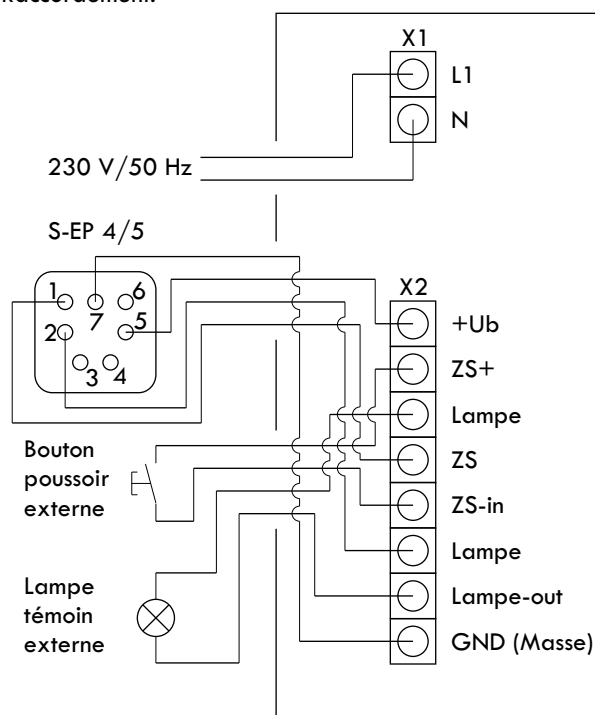 X1
L1
N
230 V/50 Hz
S-EP 4/5
1
7
6
2
5
3
4
X2
+Ub
ZS+
Lampe
ZS
ZS-in
Lampe
Lampe-out
GND (Masse)
Bouton
poussoir
externe
Lampe
témoin
externe